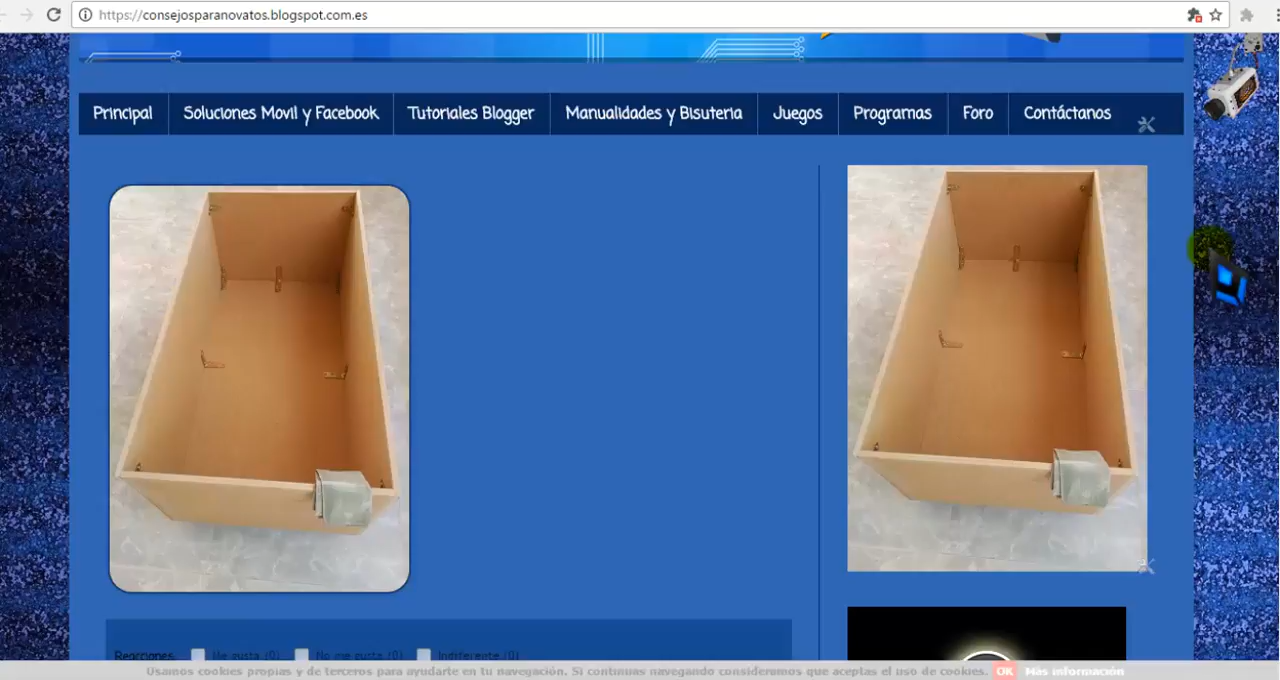 https://consejosparanovatos.blogspot.com.es
Principal Soluciones Movil y Facebook Tutoriales Blogger Manualidades y Bisuteria Juegos Programas Foro Contáctanos
Reacciones: Me gusta (0) No me gusta (0) Indiferente (0)
Usamos cookies propias y de terceros para ayudarte en tu navegación. Si continuas navegando consideramos que aceptas el uso de cookies. OK Más información